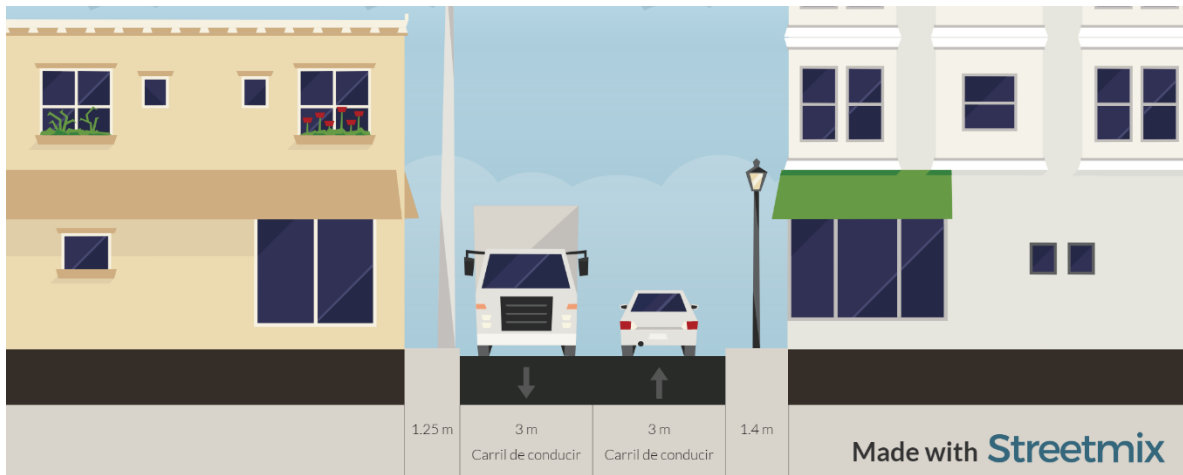 1.25 m
3 m
Carril de conducir
3 m
Carril de conducir
1.4 m
Made with Streetmix